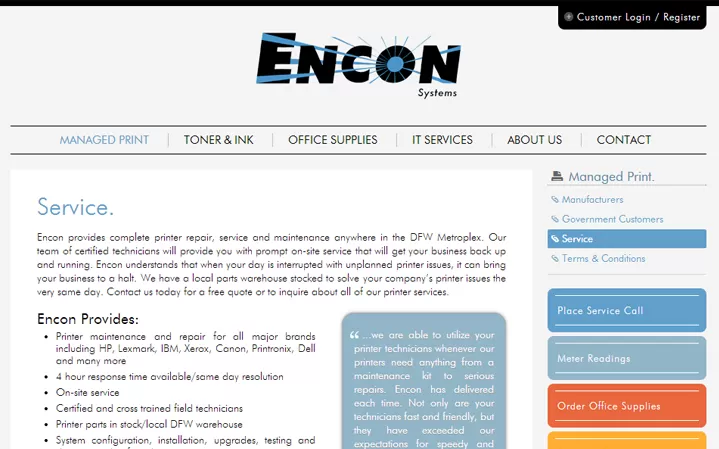 Customer Login / Register
ENCON
Systems
MANAGED PRINT
TONER & INK
OFFICE SUPPLIES
IT SERVICES
ABOUT US
CONTACT
Service.
Encon provides complete printer repair, service and maintenance anywhere in the DFW Metroplex. Our
team of certified technicians will provide you with prompt on-site service that will get your business back up
and running. Encon understands that when your day is interrupted with unplanned printer issues, it can bring
your business to a halt. We have a local parts warehouse stocked to solve your company's printer issues the
very same day. Contact us today for a free quote or to inquire about all of our printer services.
Encon Provides:
• Printer maintenance and repair for all major brands
including HP, Lexmark, IBM, Xerox, Canon, Printronix, Dell
and many more
• 4 hour response time available/same day resolution
• On-site service
• Certified and cross trained field technicians
• Printer parts in stock/local DFW warehouse
• System configuration, installation, upgrades, testing and
“ ...we are able to utilize your
printer technicians whenever our
printers need anything from a
maintenance kit to serious
repairs. Encon has delivered
each time. Not only are your
technicians fast and friendly, but
they have exceeded our
expectations for speedy and
Managed Print.
Manufacturers
Government Customers
Service
Terms & Conditions
Place Service Call
Meter Readings
Order Office Supplies